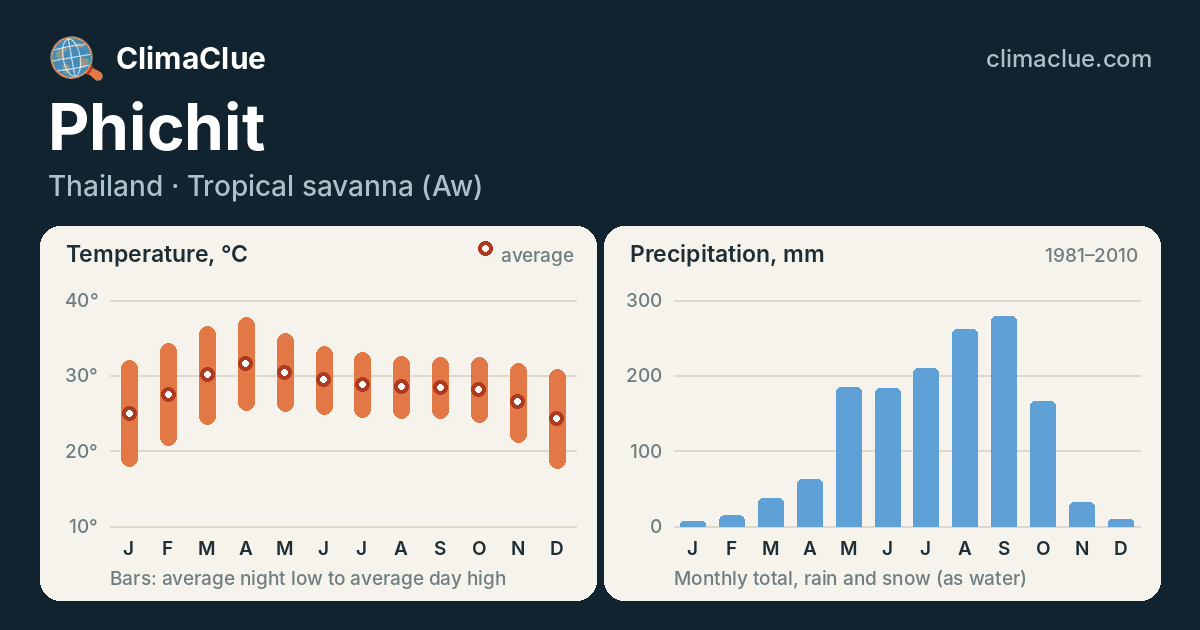 ClimaClue
climaclue.com
Phichit
Thailand · Tropical savanna (Aw)
Temperature, °C
average
40°
30°
20°
10°
J F M A M J J A S O N D
Bars: average night low to average day high
Precipitation, mm
1981–2010
300
200
100
0
J F M A M J J A S O N D
Monthly total, rain and snow (as water)